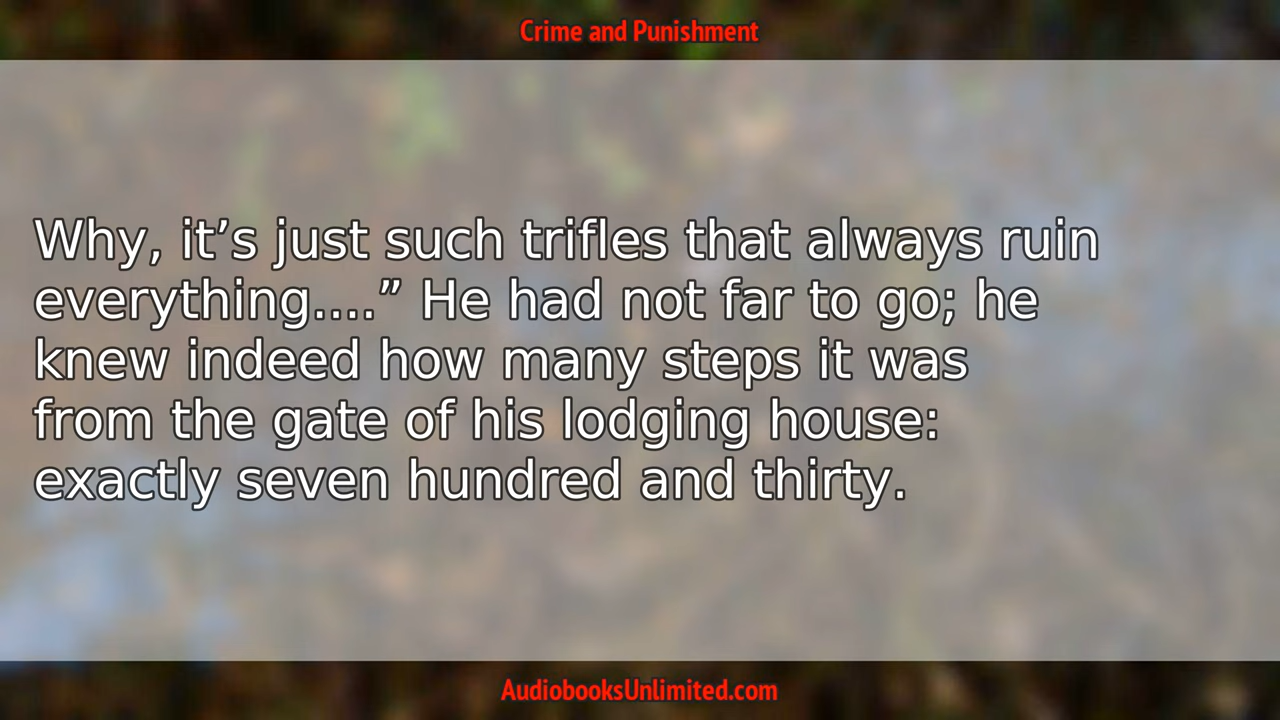 Crime and Punishment
Why, it’s just such trifles that always ruin
everything....” He had not far to go; he
knew indeed how many steps it was
from the gate of his lodging house:
exactly seven hundred and thirty.
AudiobooksUnlimited.com